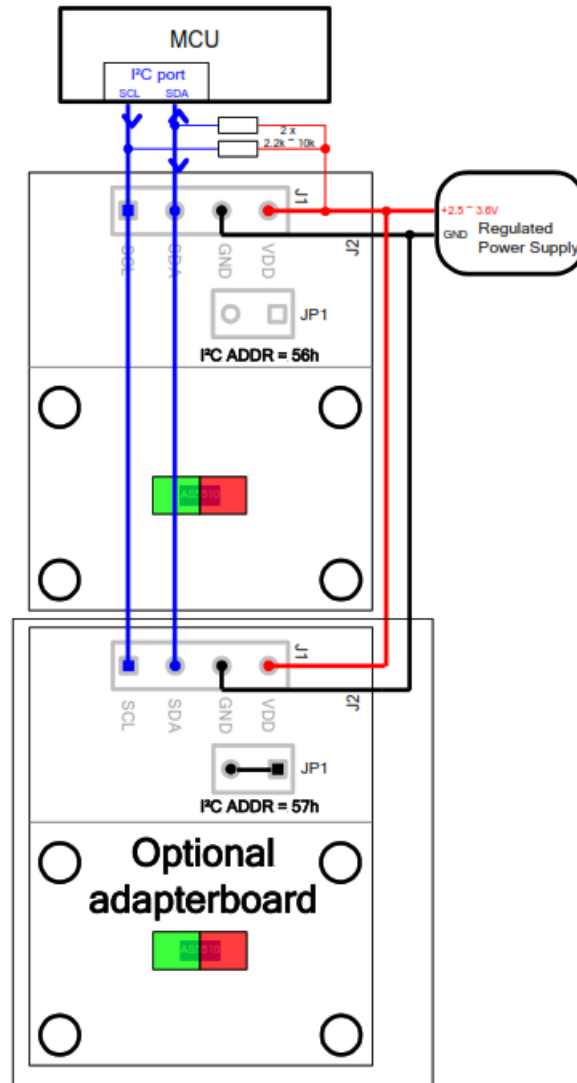 MCU
I²C port
SCL SDA
2 x
2.2k~10k
J1
+2.5~3.6V
GND
Regulated
Power Supply
SCL
SDA
GND
VDD
J2
JP1
I²C ADDR = 56h
AS5510
J1
SCL
SDA
GND
VDD
J2
JP1
I²C ADDR = 57h
Optional
adapterboard
AS5510